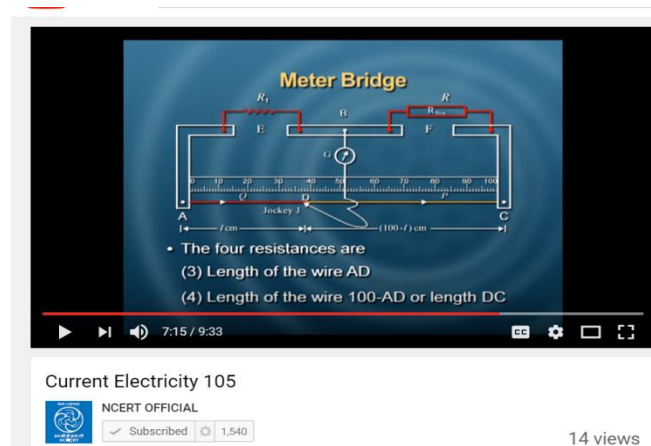 Meter Bridge
R1 B R
E F
G
0 10 20 30 40 50 60 70 80 90 100
Q D P
A Jockey J C
l cm (100-l) cm
• The four resistances are
(3) Length of the wire AD
(4) Length of the wire 100-AD or length DC
7:15 / 9:33 CC
Current Electricity 105
NCERT OFFICIAL
Subscribed 1,540
14 views